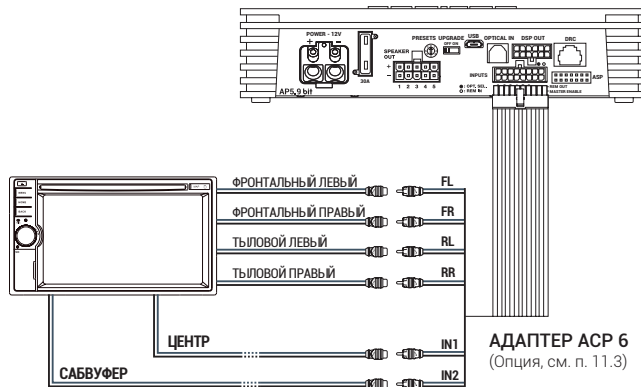 POWER - 12V
30A
AP5.9 bit
SPEAKER OUT
1 2 3 4 5
PRESETS
UPGRADE
OFF ON
USB
OPTICAL IN
DSP OUT
DRC
INPUTS
ASP
: OPT. SEL.
: REM IN
REM OUT
MASTER ENABLE
ФРОНТАЛЬНЫЙ ЛЕВЫЙ
FL
ФРОНТАЛЬНЫЙ ПРАВЫЙ
FR
ТЫЛОВОЙ ЛЕВЫЙ
RL
ТЫЛОВОЙ ПРАВЫЙ
RR
ЦЕНТР
IN1
САБВУФЕР
IN2
АДАПТЕР ACP 6
(Опция, см. п. 11.3)